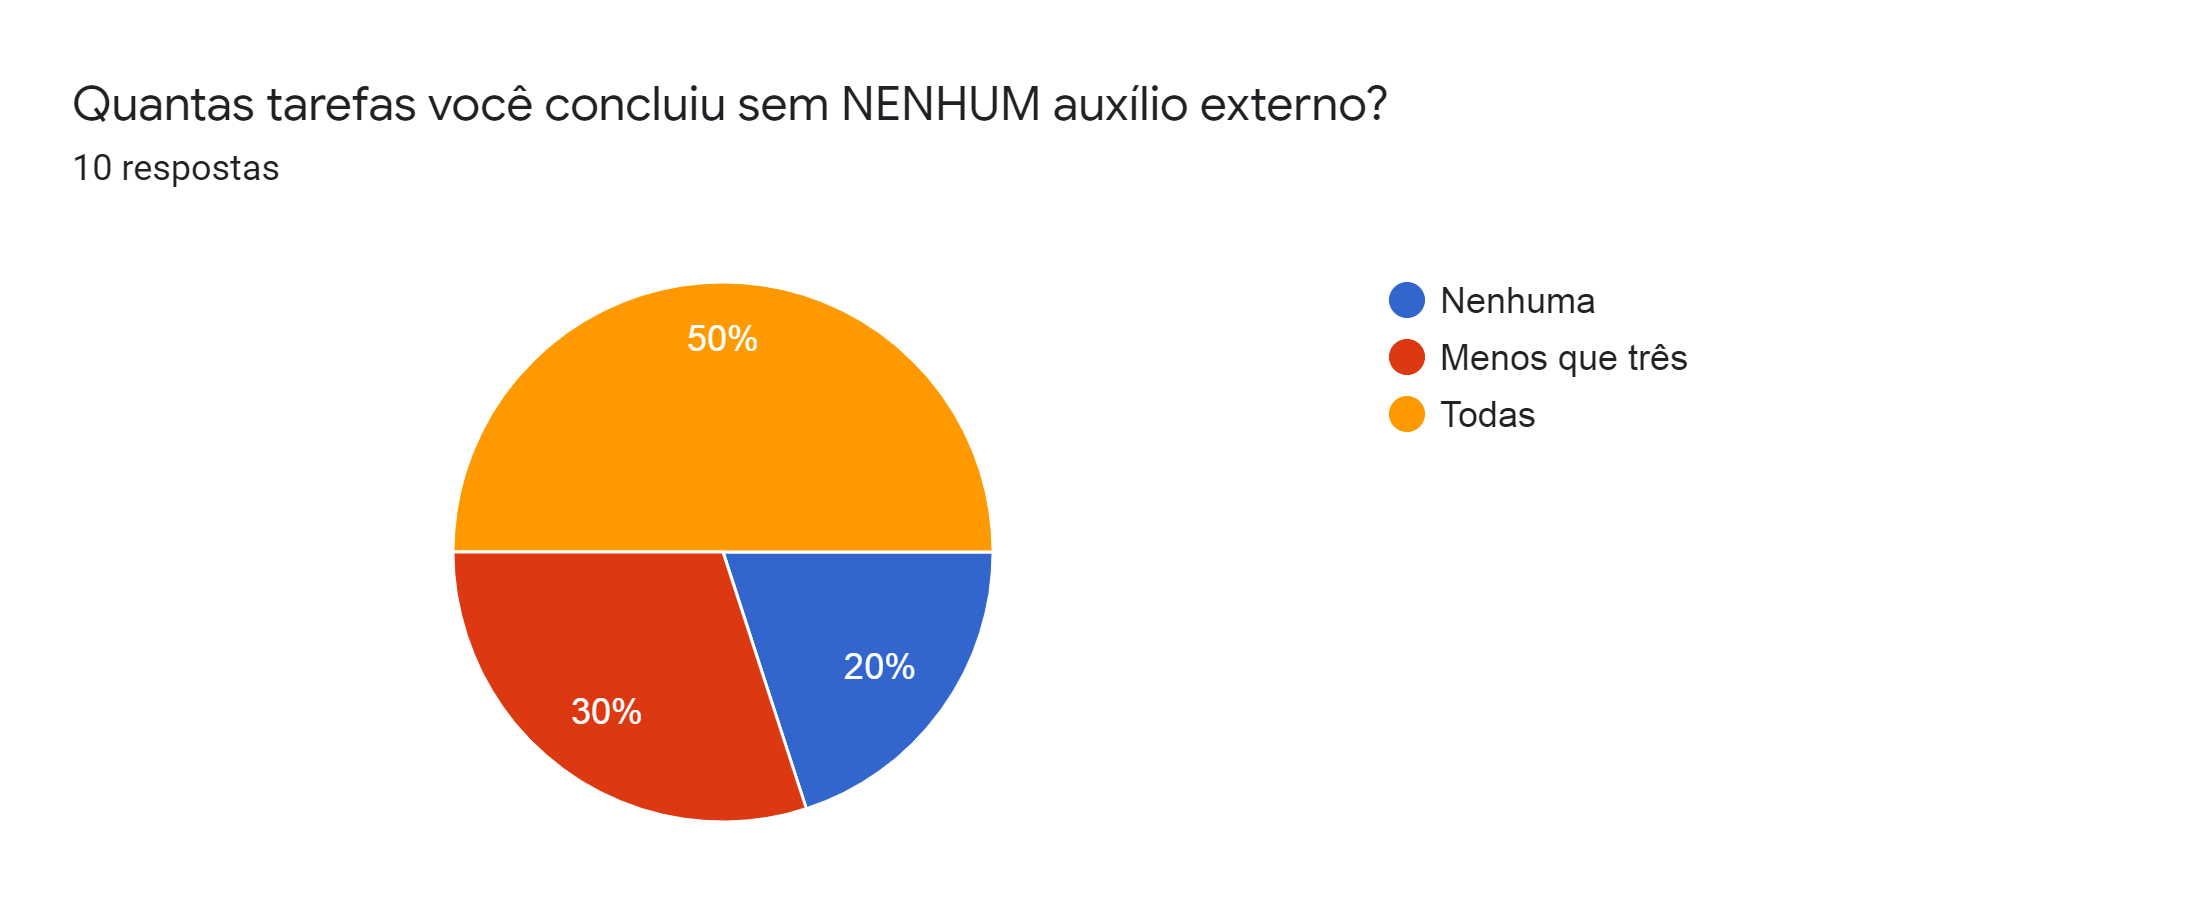 Quantas tarefas você concluiu sem NENHUM auxílio externo?
10 respostas
50%
20%
30%
Nenhuma
Menos que três
Todas